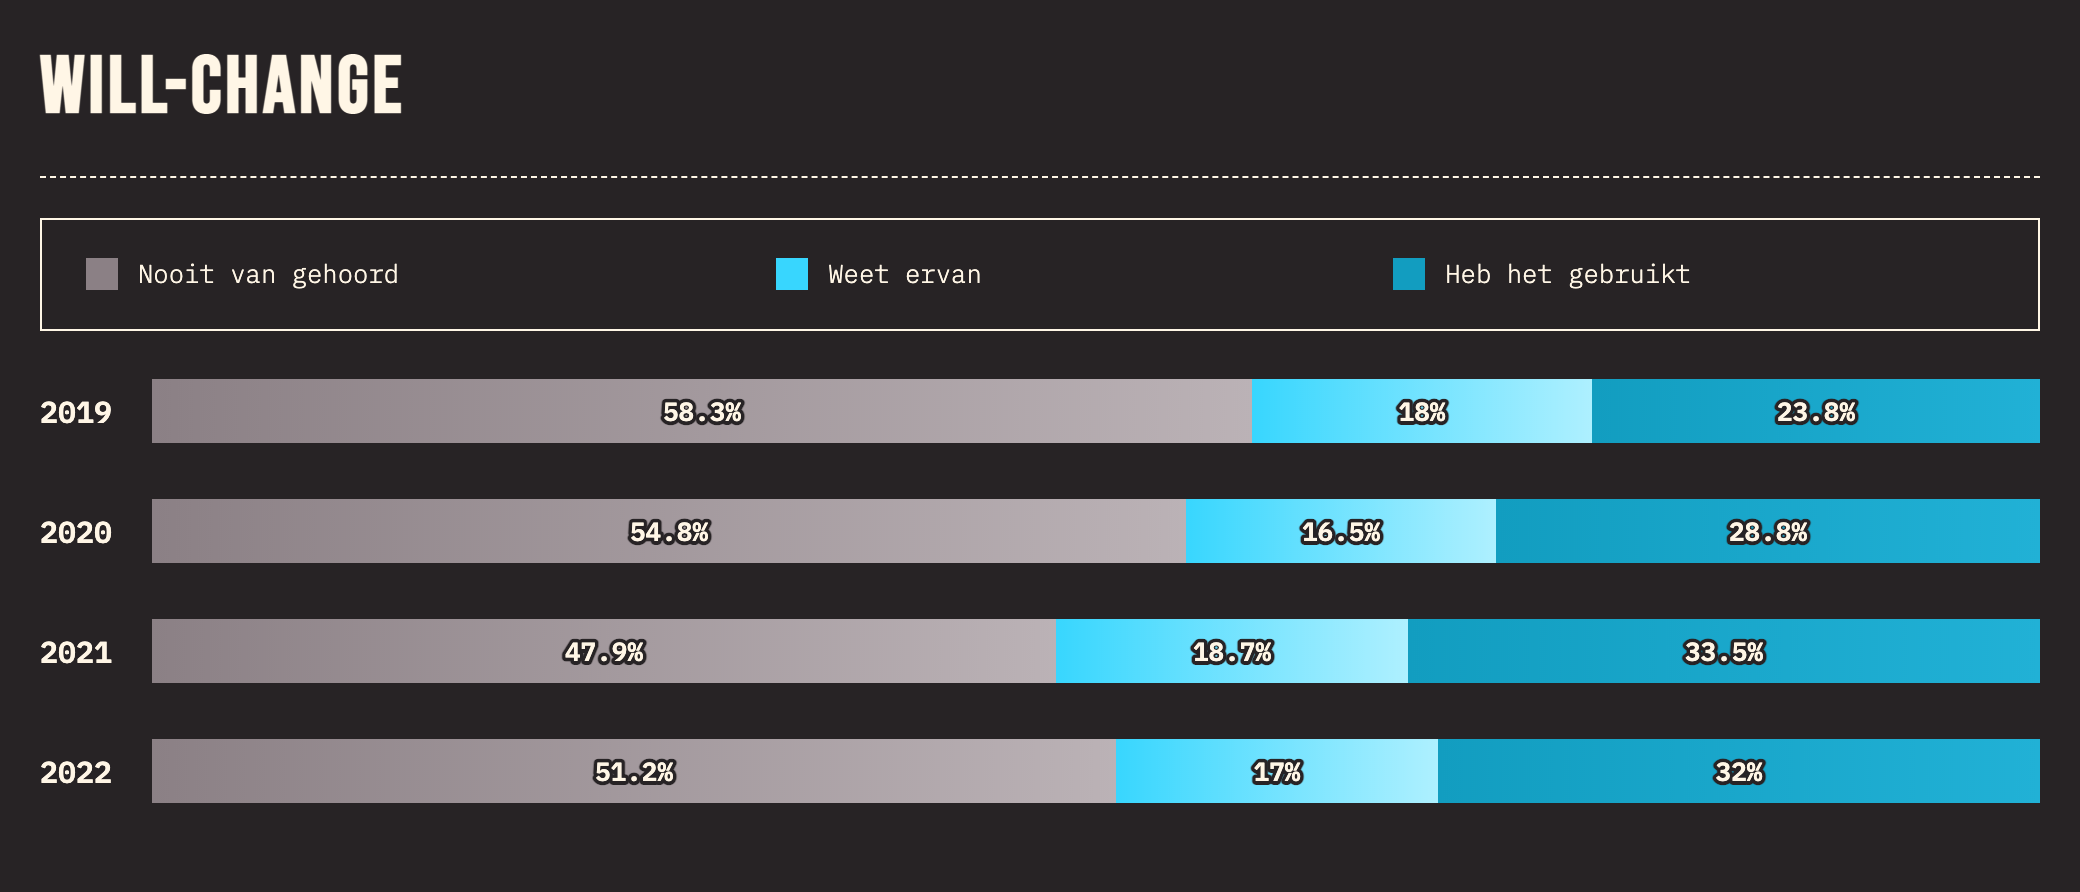 WILL-CHANGE
Nooit van gehoord Weet ervan Heb het gebruikt
2019 58.3% 18% 23.8%
2020 54.8% 16.5% 28.8%
2021 47.9% 18.7% 33.5%
2022 51.2% 17% 32%